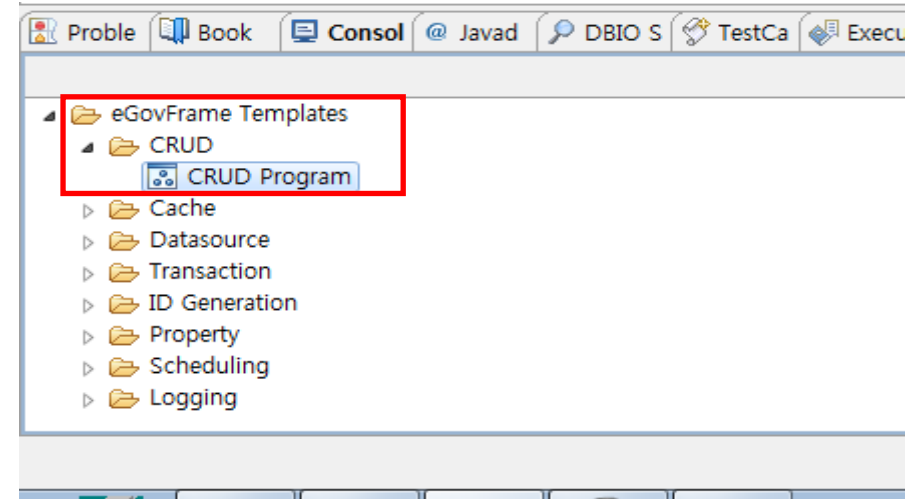 Proble Book Consol @ Javad DBIO S TestCa Execu
eGovFrame Templates
CRUD
CRUD Program
Cache
Datasource
Transaction
ID Generation
Property
Scheduling
Logging